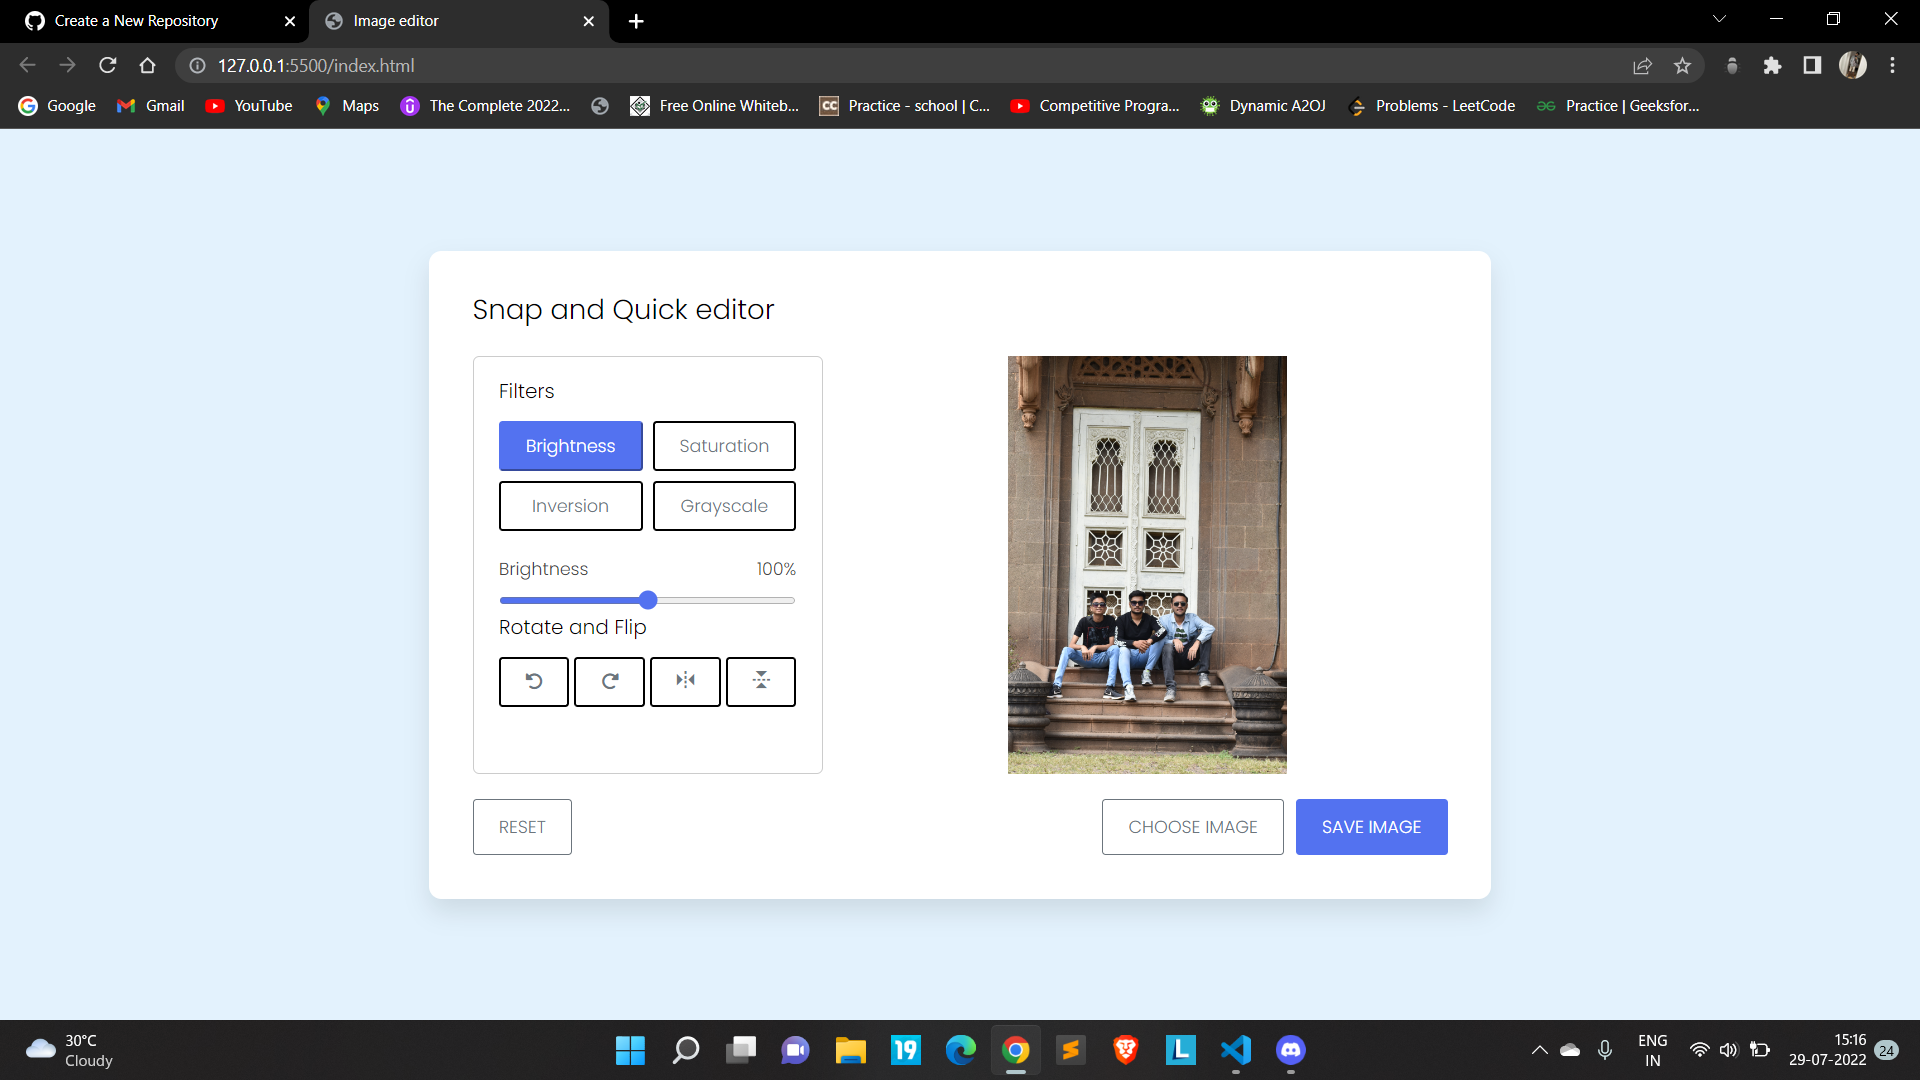 Create a New Repository
Image editor
127.0.0.1:5500/index.html
Google
Gmail
YouTube
Maps
The Complete 2022...
Free Online Whiteb...
CC
Practice - school | C...
Competitive Progra...
Dynamic A2OJ
Problems - LeetCode
Practice | Geeksfor...
Snap and Quick editor
Filters
Brightness
Saturation
Inversion
Grayscale
Brightness 100%
Rotate and Flip
RESET
CHOOSE IMAGE
SAVE IMAGE
30°C
Cloudy
19
L
ENG
IN
15:16
29-07-2022
24